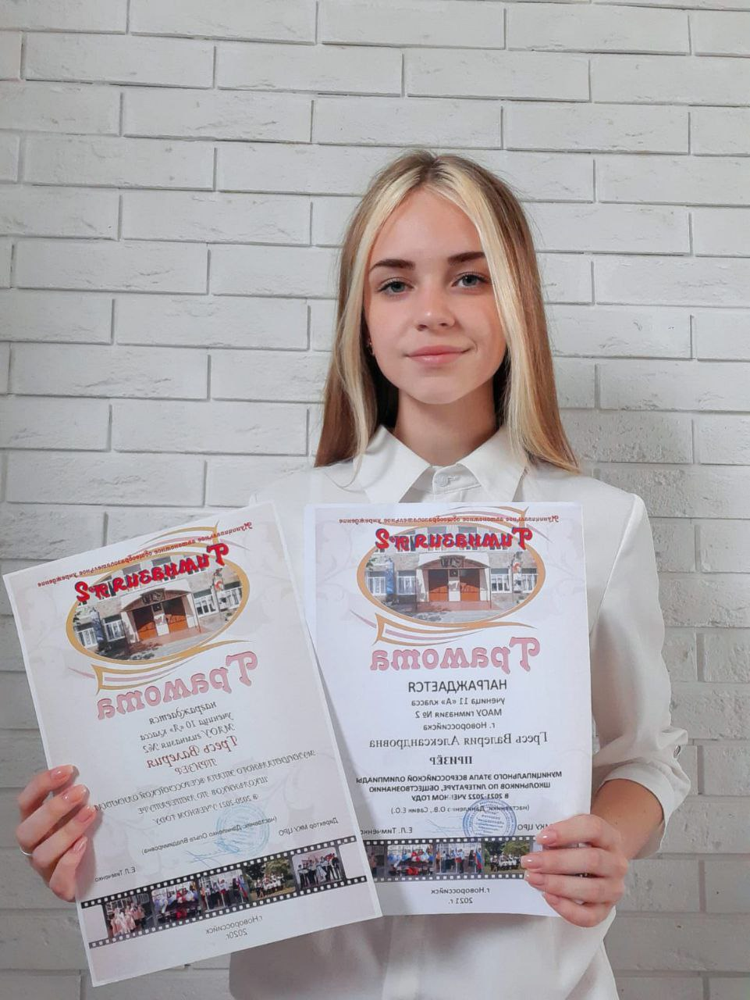 Муниципальное автономное общеобразовательное учреждение
Гимназия №2
Грамота
награждается
ученица 10 «А» класса
МАОУ гимназия №2
Гресь Валерия
ПРИЗЕР
МУНИЦИПАЛЬНОГО ЭТАПА ВСЕРОССИЙСКОЙ ОЛИМПИАДЫ
ШКОЛЬНИКОВ ПО ЛИТЕРАТУРЕ
В 2020-2021 УЧЕБНОМ ГОДУ
(наставник: Даниленко Ольга Владимировна)
Директор МКУ ЦРО
Е.Л.Тимченко
г.Новороссийск
2020г.
Муниципальное автономное общеобразовательное учреждение
Гимназия №2
Грамота
НАГРАЖДАЕТСЯ
ученица 11 «А» класса
МАОУ гимназии № 2
г. Новороссийска
Гресь Валерия Александровна
ПРИЗЁР
МУНИЦИПАЛЬНОГО ЭТАПА ВСЕРОССИЙСКОЙ ОЛИМПИАДЫ
ШКОЛЬНИКОВ ПО ЛИТЕРАТУРЕ, ОБЩЕСТВОЗНАНИЮ
В 2021-2022 УЧЕБНОМ ГОДУ
(наставники: Даниленко О.В., Савин Е.О.)
МКУ ЦРО
Е.Л. Тимченко
г.Новороссийск
2021 г.